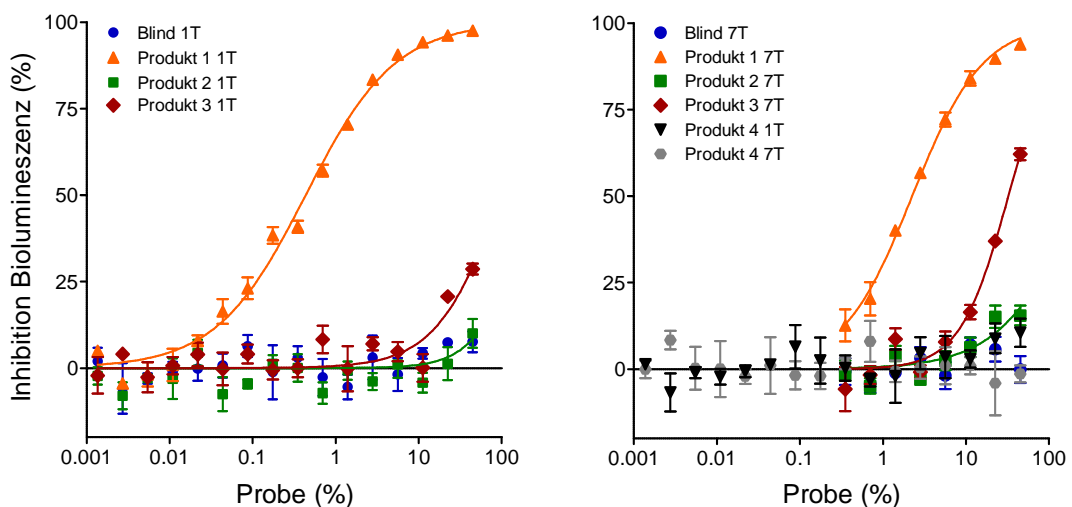 Inhibition Biolumineszenz (%)
100
75
50
25
0
Blind 1T
Produkt 1 1T
Produkt 2 1T
Produkt 3 1T
0.001
0.01
0.1
1
10
100
Probe (%)
100
75
50
25
0
Blind 7T
Produkt 1 7T
Produkt 2 7T
Produkt 3 7T
Produkt 4 1T
Produkt 4 7T
0.001
0.01
0.1
1
10
100
Probe (%)